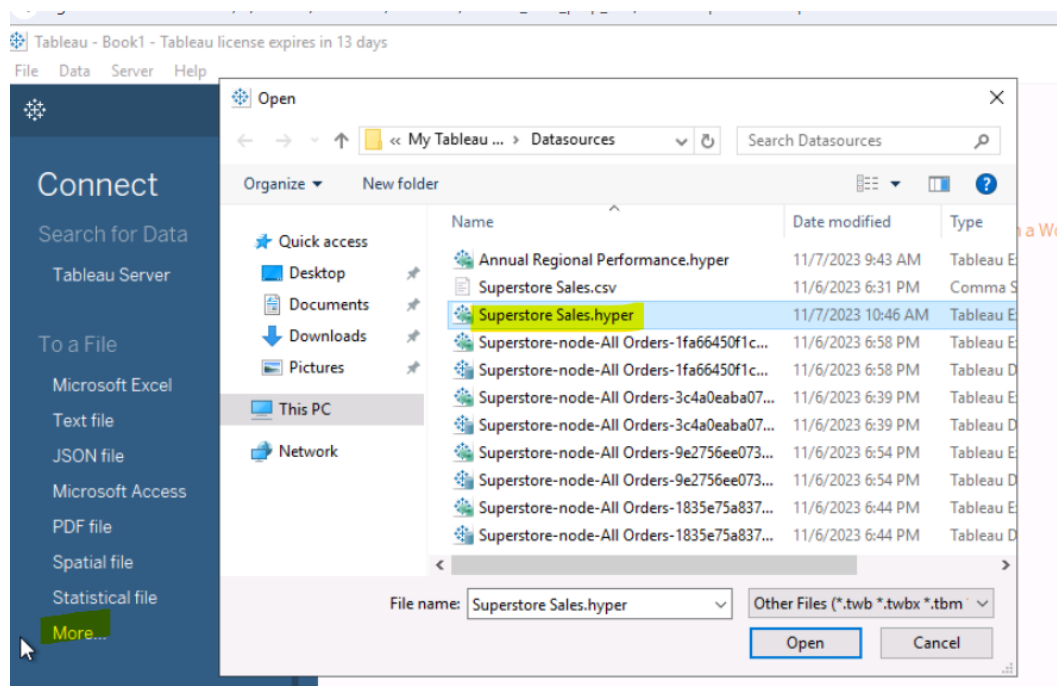 Tableau - Book1 - Tableau license expires in 13 days
File Data Server Help
Open
« My Tableau ... > Datasources
Search Datasources
Connect
Organize
New folder
Search for Data
Name
Date modified
Type
Quick access
Tableau Server
Annual Regional Performance.hyper 11/7/2023 9:43 AM Tableau E
Desktop
Superstore Sales.csv 11/6/2023 6:31 PM Comma S
Documents
Superstore Sales.hyper 11/7/2023 10:46 AM Tableau E
Downloads
Superstore-node-All Orders-1fa66450f1c... 11/6/2023 6:58 PM Tableau E
To a File
Pictures
Superstore-node-All Orders-1fa66450f1c... 11/6/2023 6:58 PM Tableau D
Microsoft Excel
Superstore-node-All Orders-3c4a0eaba07... 11/6/2023 6:39 PM Tableau E
This PC
Text file
Superstore-node-All Orders-3c4a0eaba07... 11/6/2023 6:39 PM Tableau D
Network
JSON file
Superstore-node-All Orders-9e2756ee073... 11/6/2023 6:54 PM Tableau E
Superstore-node-All Orders-9e2756ee073... 11/6/2023 6:54 PM Tableau D
Microsoft Access
Superstore-node-All Orders-1835e75a837... 11/6/2023 6:44 PM Tableau E
PDF file
Superstore-node-All Orders-1835e75a837... 11/6/2023 6:44 PM Tableau D
Spatial file
Statistical file
File name: Superstore Sales.hyper
Other Files (*.twb *.twbx *.tbm
More...
Open
Cancel